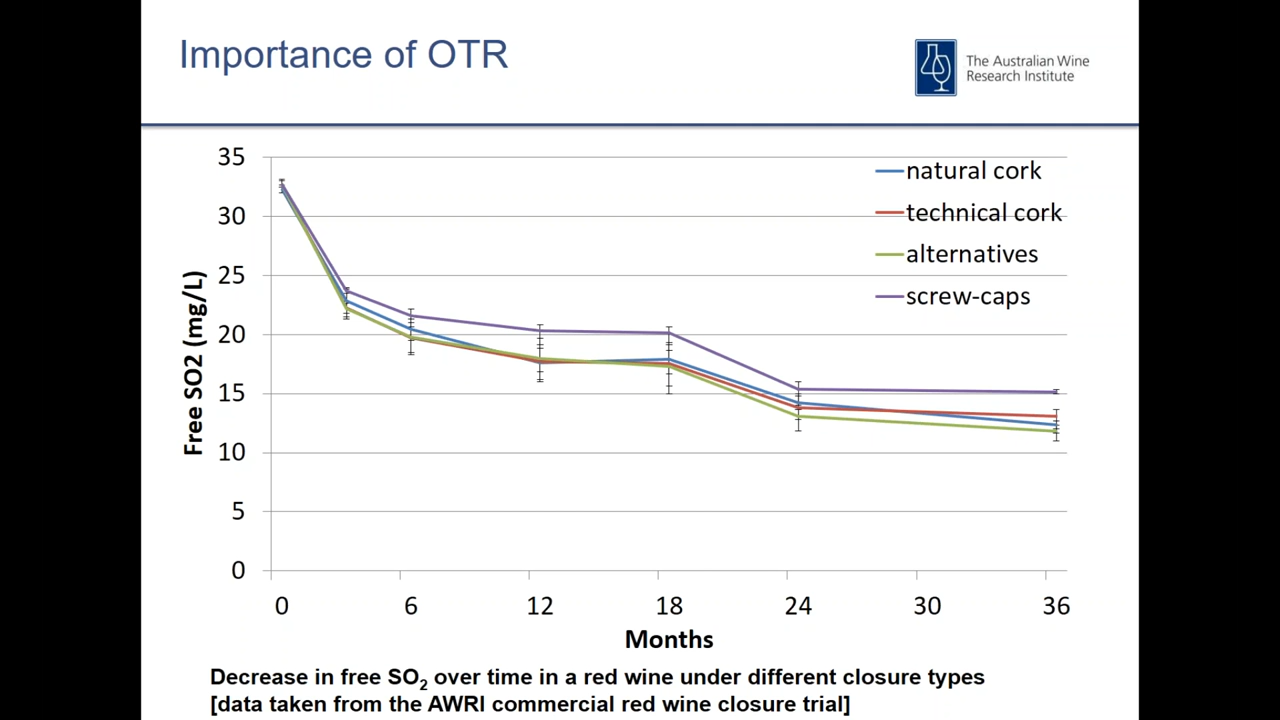 Importance of OTR
The Australian Wine
Research Institute
35
30
25
20
15
10
5
0
Free SO2 (mg/L)
natural cork
technical cork
alternatives
screw-caps
0 6 12 18 24 30 36
Months
Decrease in free SO₂ over time in a red wine under different closure types
[data taken from the AWRI commercial red wine closure trial]